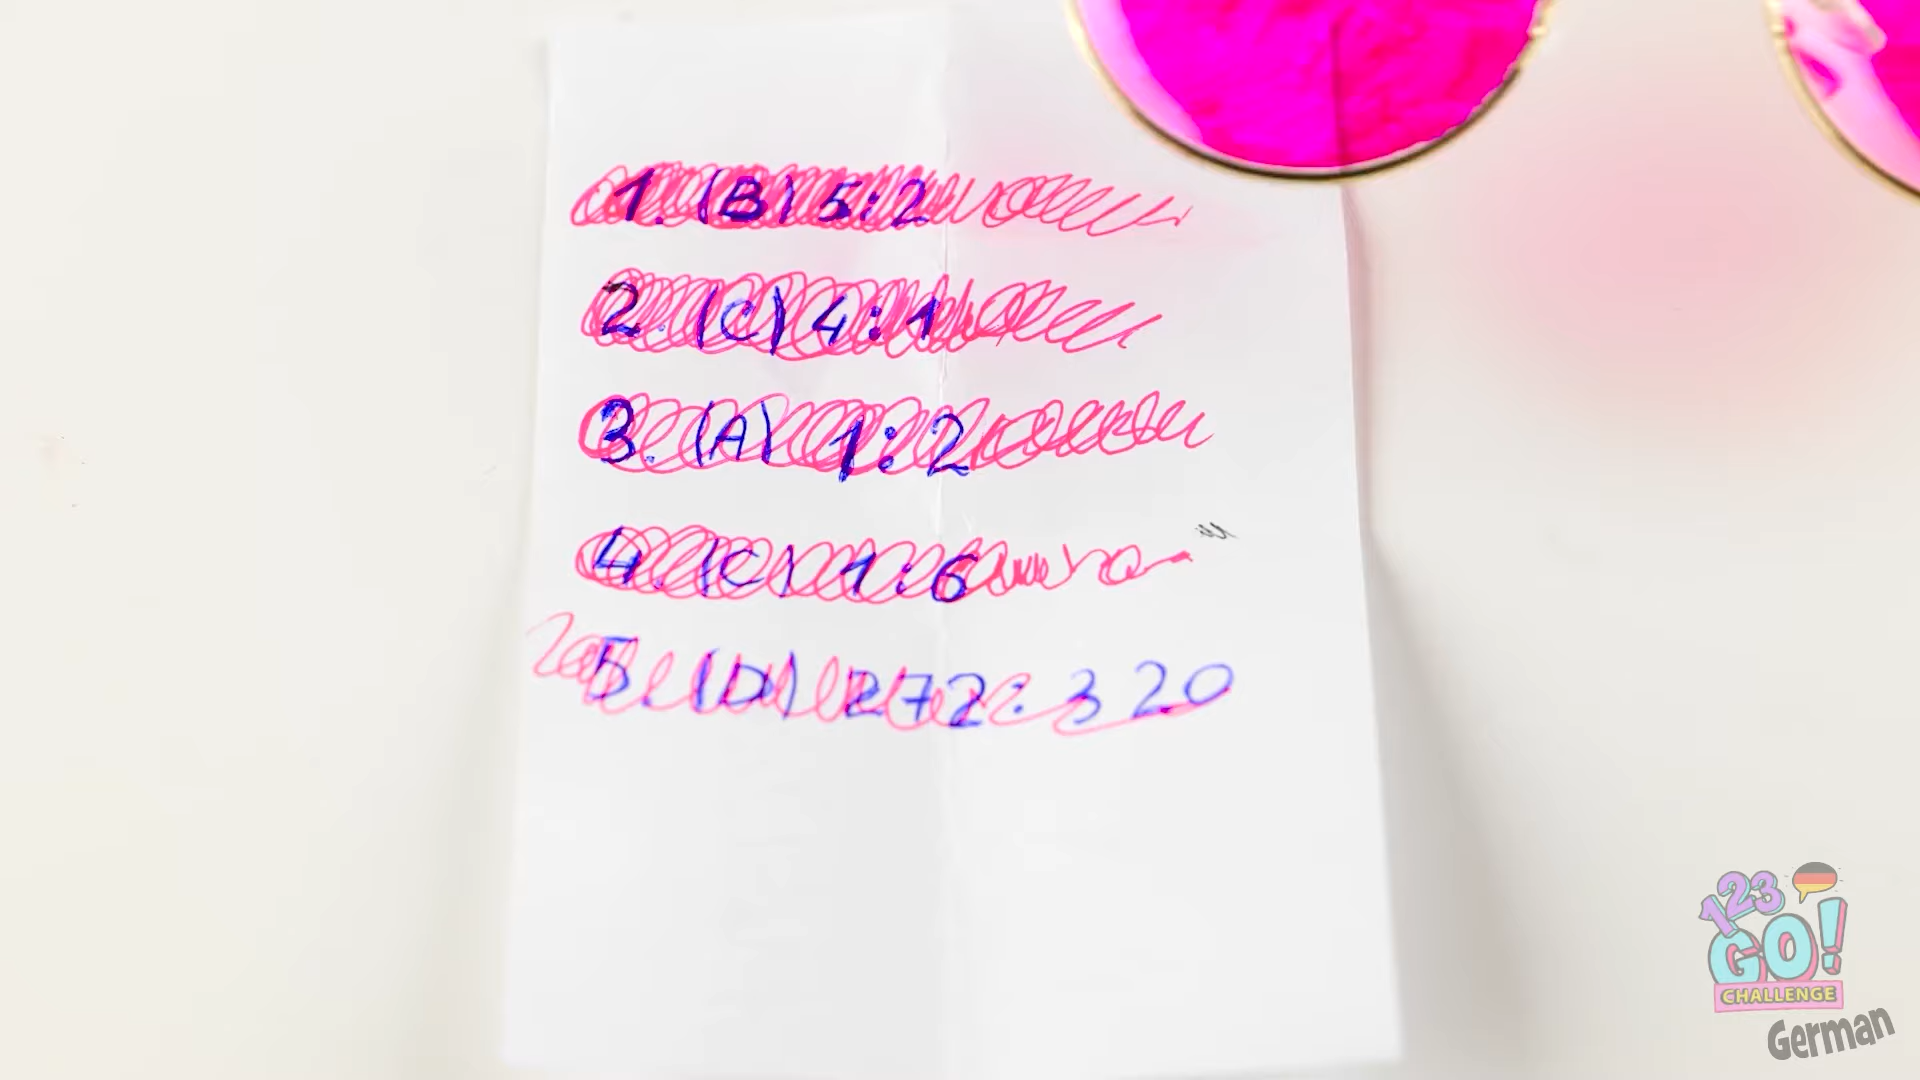 1. (B) 5:2
2. (C) 4:1
3. (A) 1:2
4. (C) 1:6
5. (D) 272:320
123
GO!
CHALLENGE
German